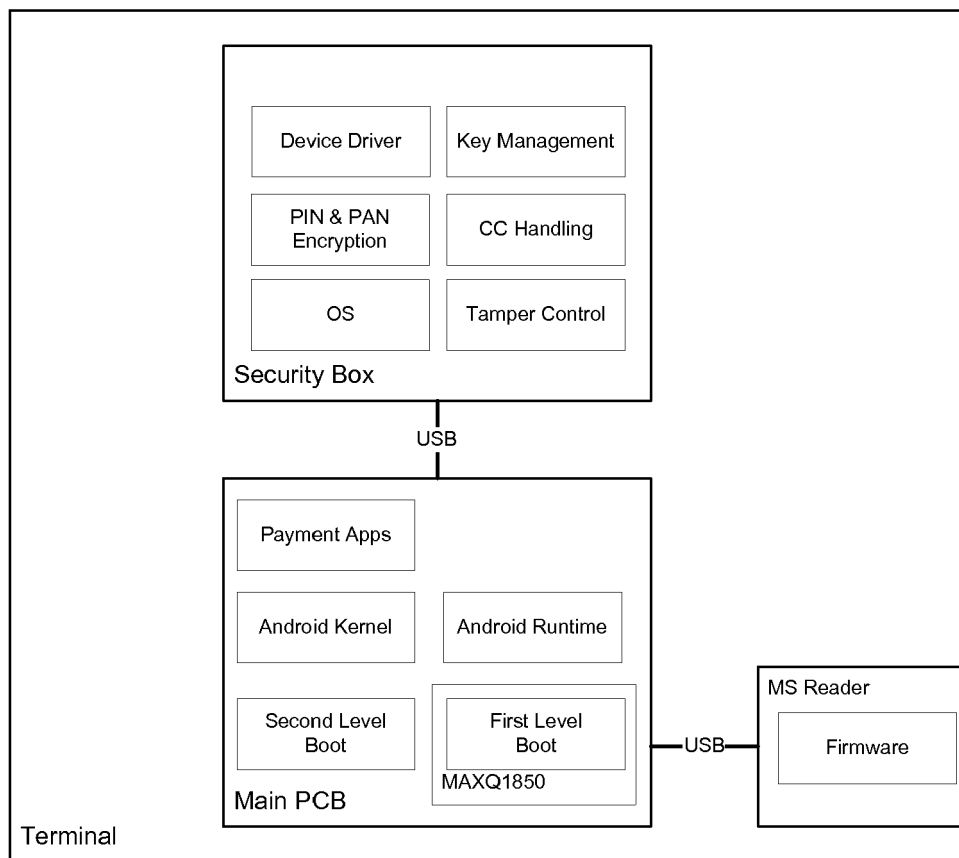 Device Driver
Key Management
PIN & PAN
Encryption
CC Handling
OS
Tamper Control
Security Box
USB
Payment Apps
Android Kernel
Android Runtime
Second Level
Boot
First Level
Boot
MAXQ1850
Main PCB
USB
MS Reader
Firmware
Terminal